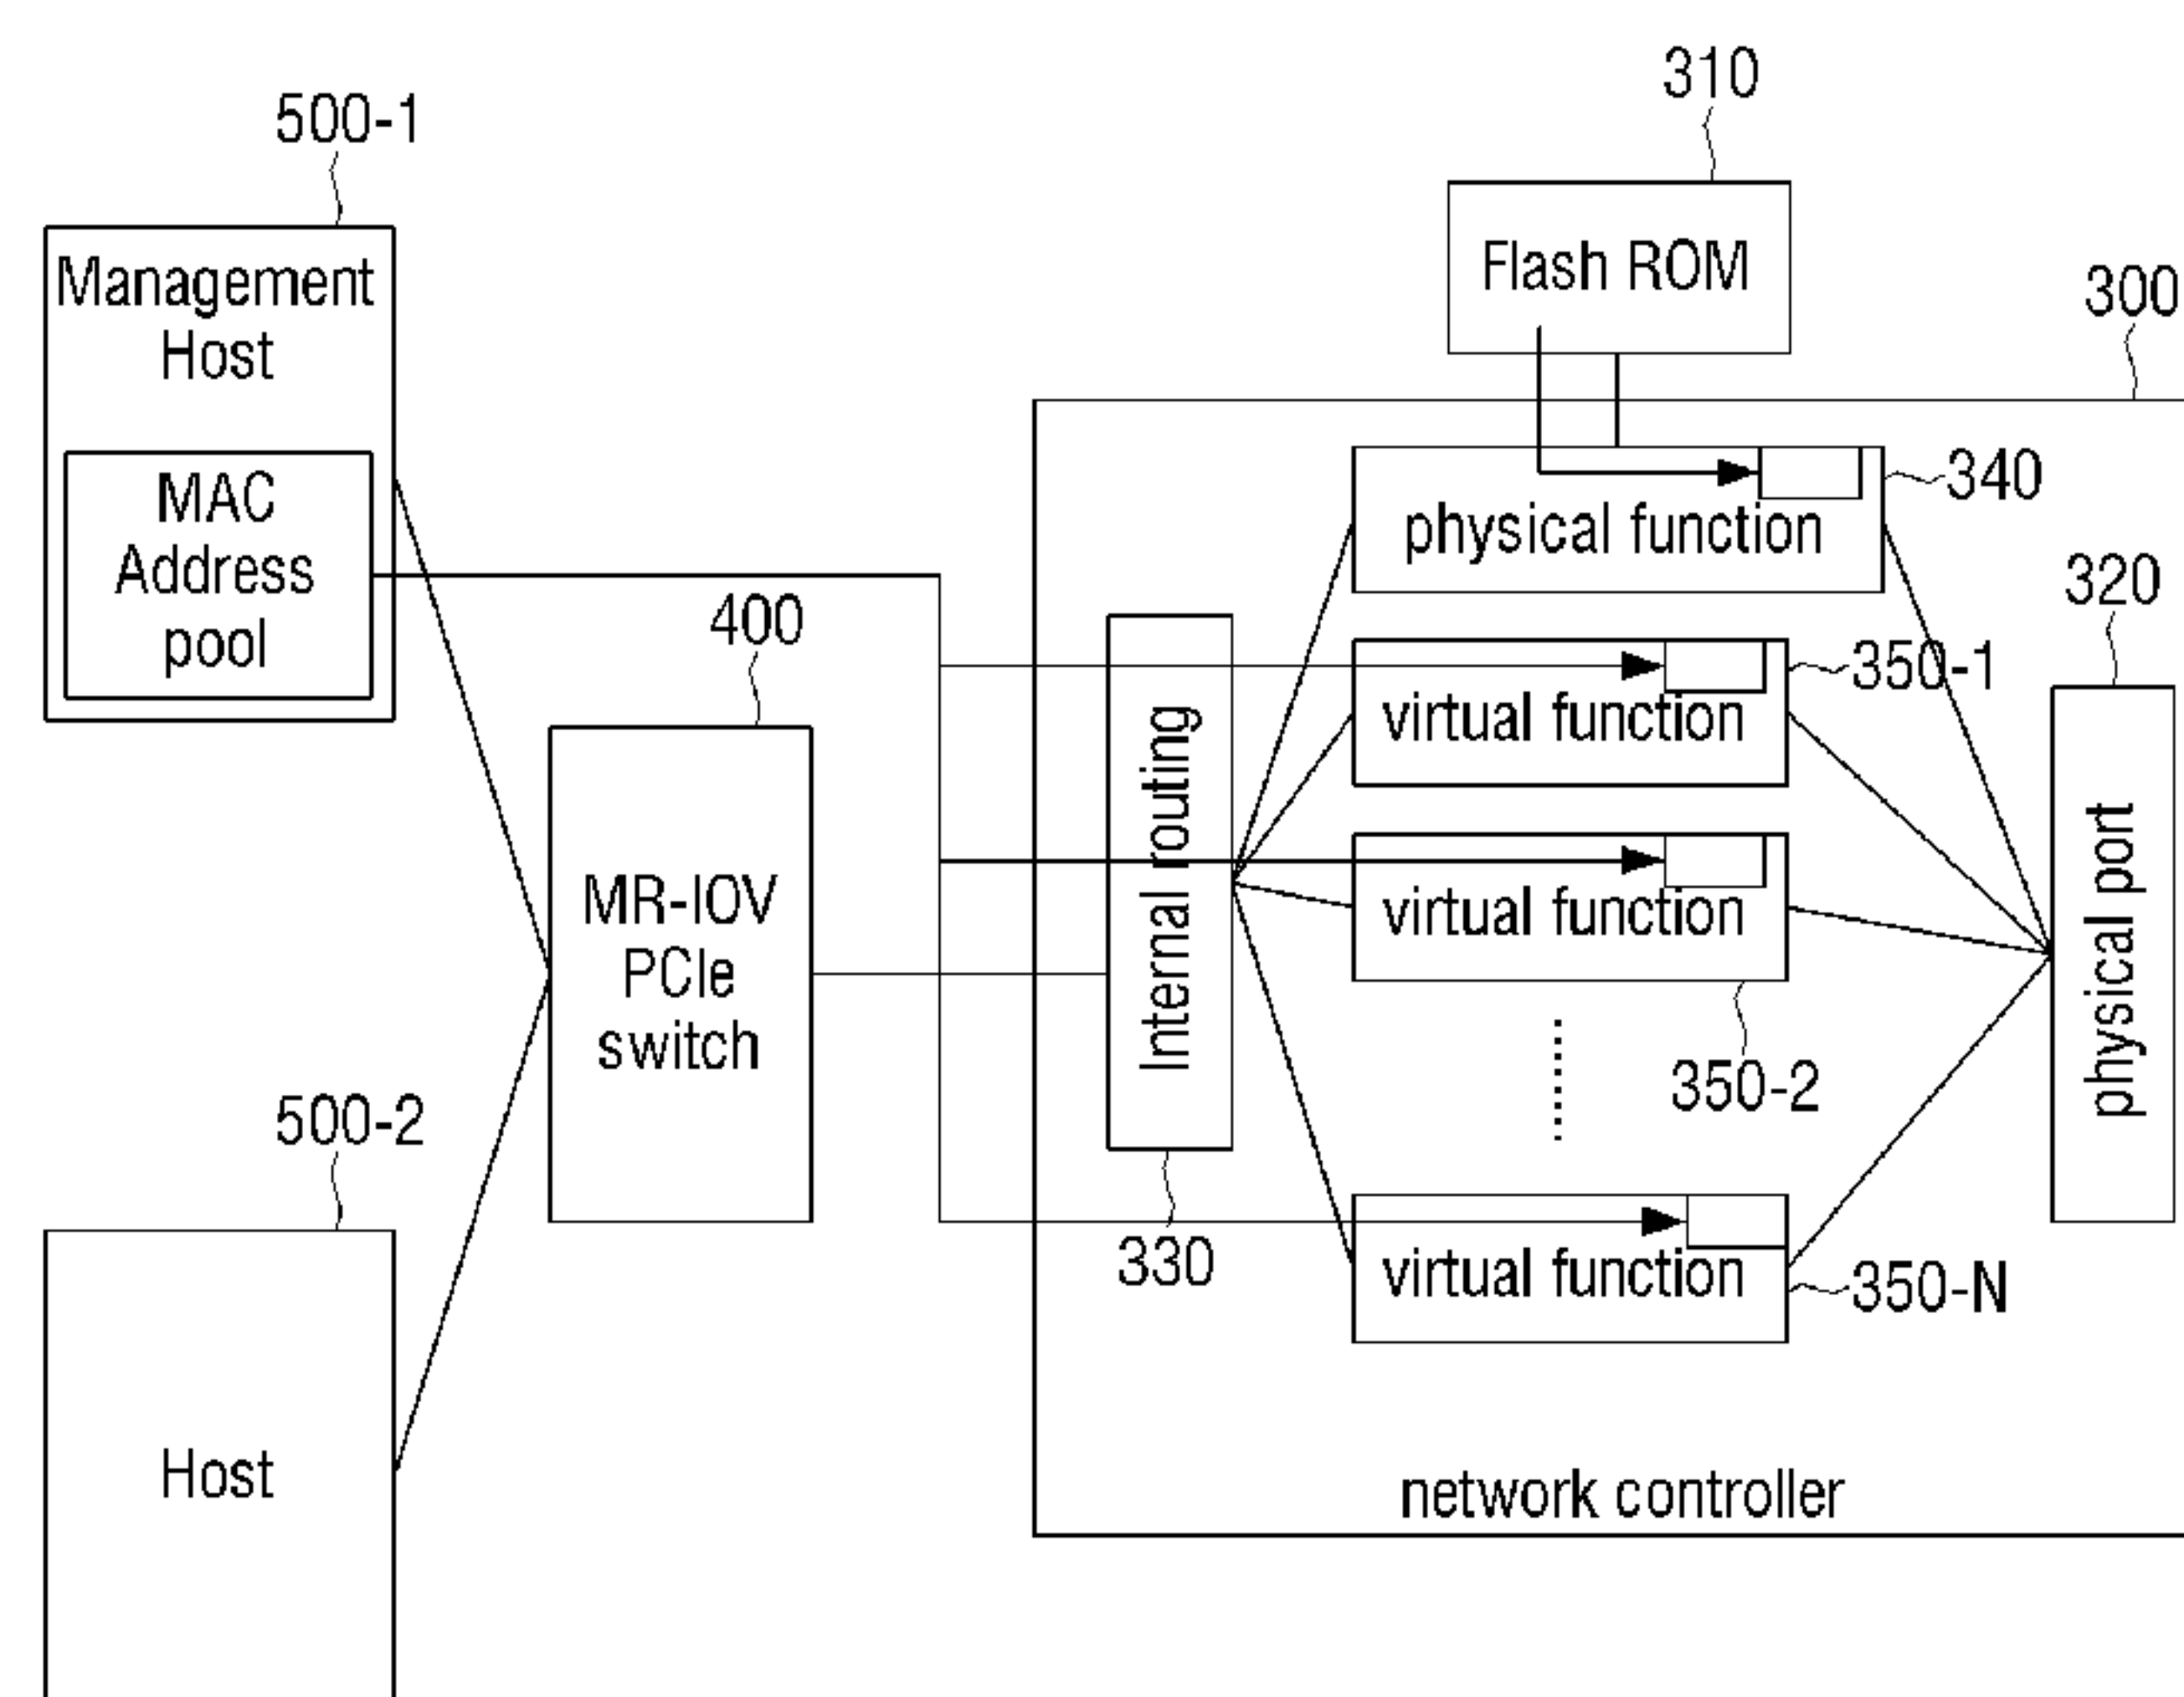 310
500-1
300
Management
Host
Flash ROM
MAC
Address
pool
340
physical function
320
400
350-1
virtual function
MR-IOV
PCIe
switch
Internal routing
virtual function
physical port
350-2
500-2
330
virtual function
350-N
Host
network controller